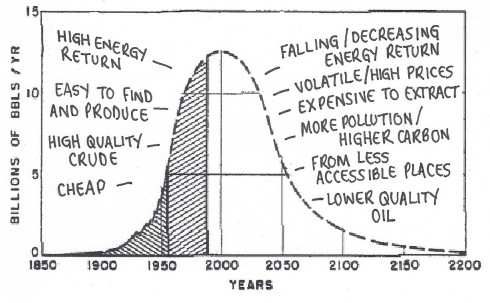 15
BILLIONS OF BBLS / YR
10
5
0
HIGH ENERGY
RETURN
EASY TO FIND
AND PRODUCE
HIGH QUALITY
CRUDE
CHEAP
FALLING / DECREASING
ENERGY RETURN
VOLATILE/HIGH PRICES
EXPENSIVE TO EXTRACT
MORE POLLUTION /
HIGHER CARBON
FROM LESS
ACCESSIBLE PLACES
LOWER QUALITY
OIL
1850 1900 1950 2000 2050 2100 2150 2200
YEARS